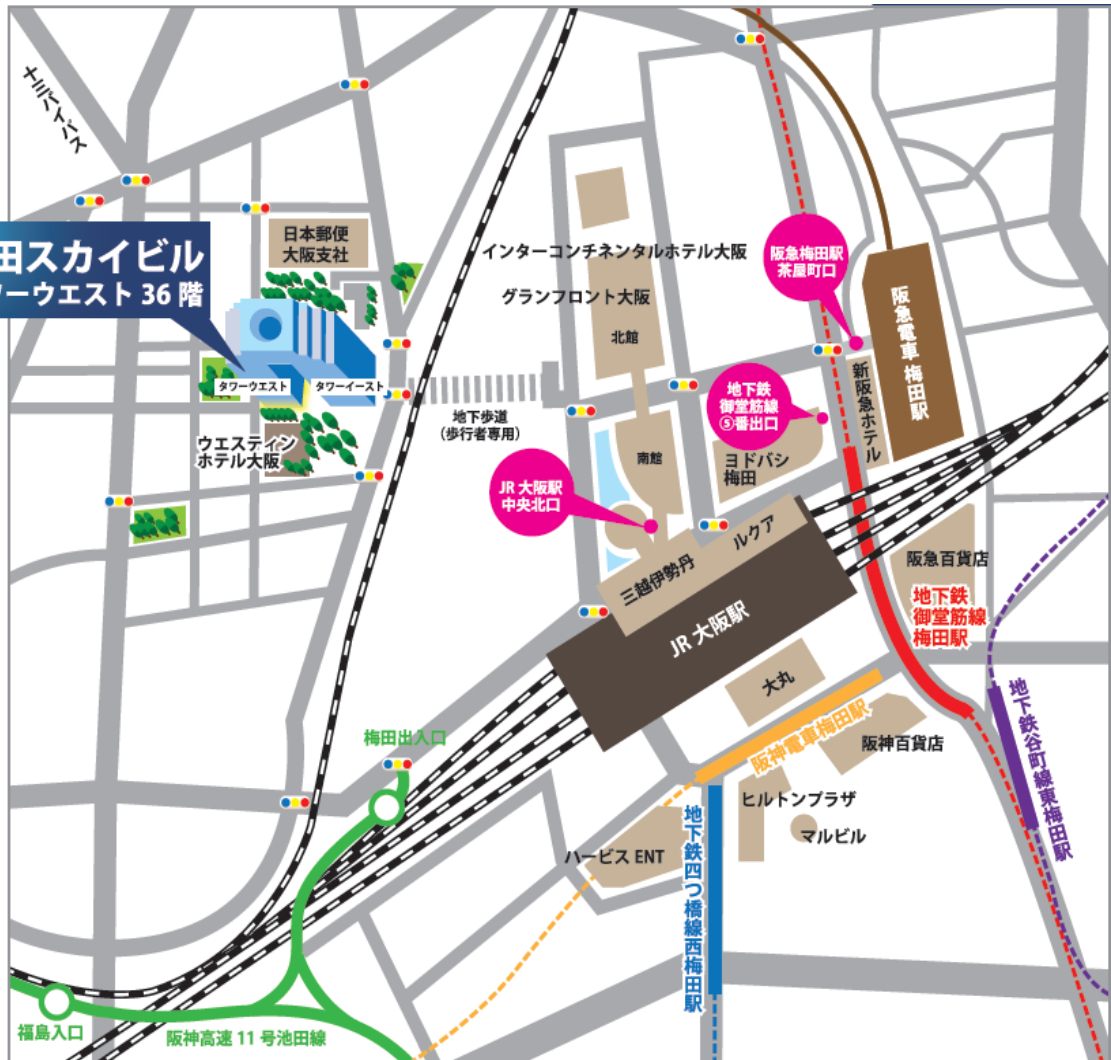 十三バイパス
田スカイビル
ーウエスト 36 階
日本郵便
大阪支社
インターコンチネンタルホテル大阪
グランフロント大阪
北館
阪急梅田駅
茶屋町口
阪急電車 梅田駅
タワーウエスト
タワーイースト
地下歩道
(歩行者専用)
地下鉄
御堂筋線
⑤番出口
新阪急ホテル
ウエスティン
ホテル大阪
南館
ヨドバシ
梅田
JR 大阪駅
中央北口
三越伊勢丹
ルクア
阪急百貨店
地下鉄
御堂筋線
梅田駅
JR 大阪駅
大丸
阪神電車梅田駅
阪神百貨店
地下鉄谷町線東梅田駅
梅田出入口
ヒルトンプラザ
マルビル
ハービス ENT
地下鉄四つ橋線西梅田駅
福島入口
阪神高速 11 号池田線